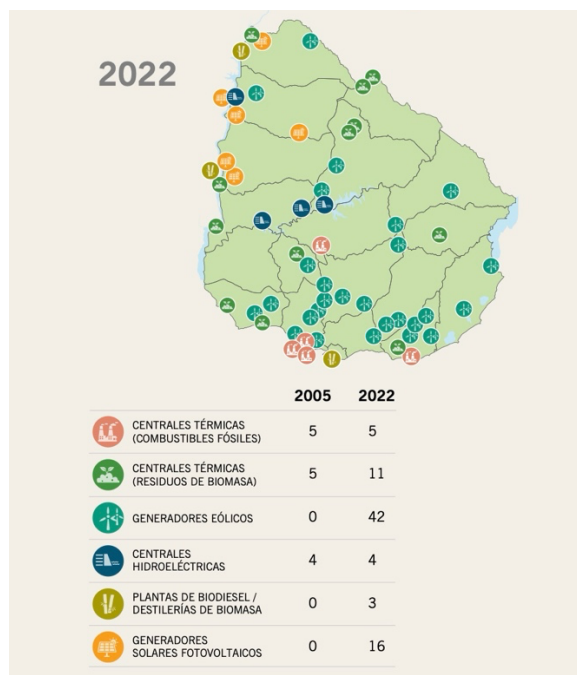 2022
2005 2022
CENTRALES TÉRMICAS
(COMBUSTIBLES FÓSILES) 5 5
CENTRALES TÉRMICAS
(RESIDUOS DE BIOMASA) 5 11
GENERADORES EÓLICOS 0 42
CENTRALES
HIDROELÉCTRICAS 4 4
PLANTAS DE BIODIESEL /
DESTILERÍAS DE BIOMASA 0 3
GENERADORES
SOLARES FOTOVOLTAICOS 0 16